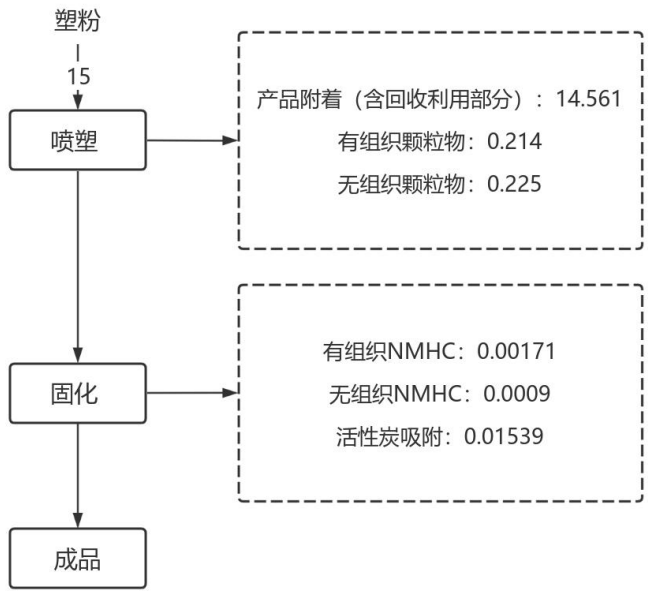 塑粉
15
喷塑
产品附着（含回收利用部分）：14.561
有组织颗粒物：0.214
无组织颗粒物：0.225
固化
有组织NMHC：0.00171
无组织NMHC：0.0009
活性炭吸附：0.01539
成品